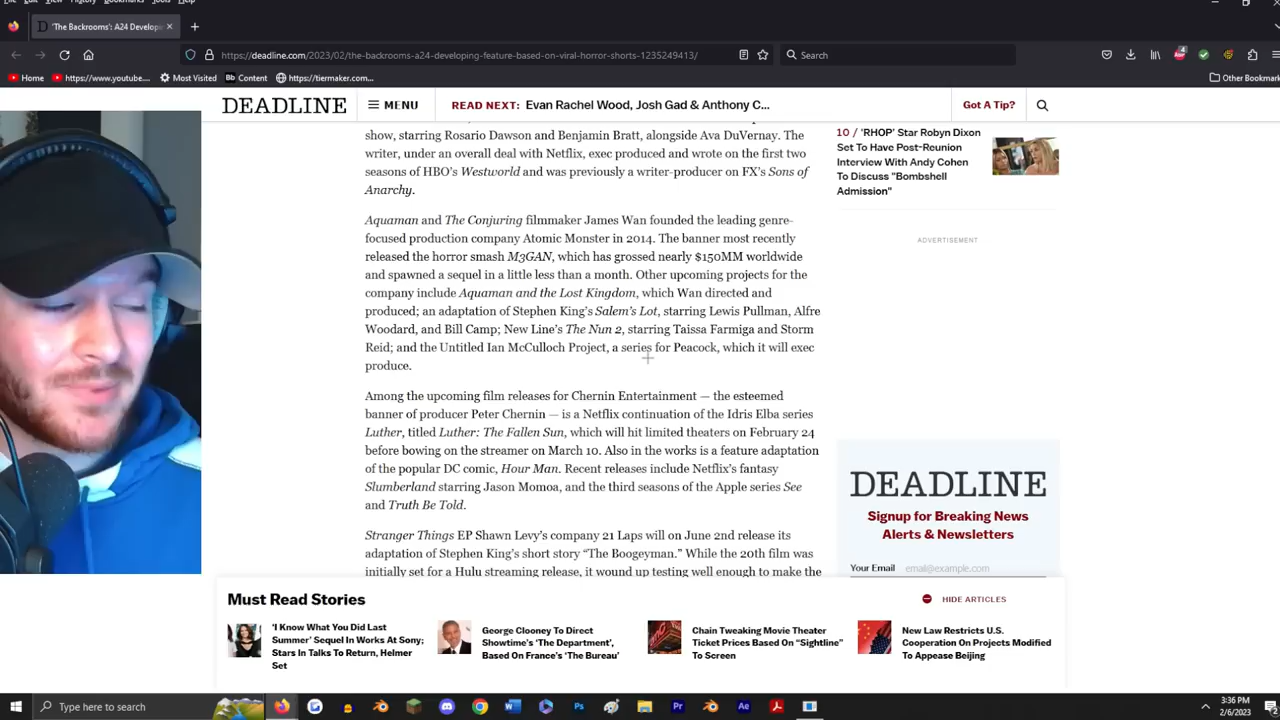 'The Backrooms': A24 Develop
https://deadline.com/2023/02/the-backrooms-a24-developing-feature-based-on-viral-horror-shorts-1235249413/
Search
Home
https://www.youtube....
Most Visited
Bb Content
https://tiermaker.com...
Other Bookmark
DEADLINE
MENU
READ NEXT: Evan Rachel Wood, Josh Gad & Anthony C...
Got A Tip?
show, starring Rosario Dawson and Benjamin Bratt, alongside Ava DuVernay. The
writer, under an overall deal with Netflix, exec produced and wrote on the first two
seasons of HBO's Westworld and was previously a writer-producer on FX's Sons of
Anarchy.
Aquaman and The Conjuring filmmaker James Wan founded the leading genre-
focused production company Atomic Monster in 2014. The banner most recently
released the horror smash M3GAN, which has grossed nearly $150MM worldwide
and spawned a sequel in a little less than a month. Other upcoming projects for the
company include Aquaman and the Lost Kingdom, which Wan directed and
produced; an adaptation of Stephen King's Salem's Lot, starring Lewis Pullman, Alfre
Woodard, and Bill Camp; New Line's The Nun 2, starring Taissa Farmiga and Storm
Reid; and the Untitled Ian McCulloch Project, a series for Peacock, which it will exec
produce.
Among the upcoming film releases for Chernin Entertainment — the esteemed
banner of producer Peter Chernin — is a Netflix continuation of the Idris Elba series
Luther, titled Luther: The Fallen Sun, which will hit limited theaters on February 24
before bowing on the streamer on March 10. Also in the works is a feature adaptation
of the popular DC comic, Hour Man. Recent releases include Netflix's fantasy
Slumberland starring Jason Momoa, and the third seasons of the Apple series See
and Truth Be Told.
Stranger Things EP Shawn Levy's company 21 Laps will on June 2nd release its
adaptation of Stephen King's short story “The Boogeyman.” While the 20th film was
initially set for a Hulu streaming release, it wound up testing well enough to make the
10 / 'RHOP' Star Robyn Dixon
Set To Have Post-Reunion
Interview With Andy Cohen
To Discuss "Bombshell
Admission"
ADVERTISEMENT
DEADLINE
Signup for Breaking News
Alerts & Newsletters
Your Email email@example.com
Must Read Stories
HIDE ARTICLES
'I Know What You Did Last
Summer' Sequel In Works At Sony;
Stars In Talks To Return, Helmer
Set
George Clooney To Direct
Showtime's 'The Department',
Based On France's 'The Bureau'
Chain Tweaking Movie Theater
Ticket Prices Based On “Sightline”
To Screen
New Law Restricts U.S.
Cooperation On Projects Modified
To Appease Beijing
Type here to search
3:36 PM
2/6/2023